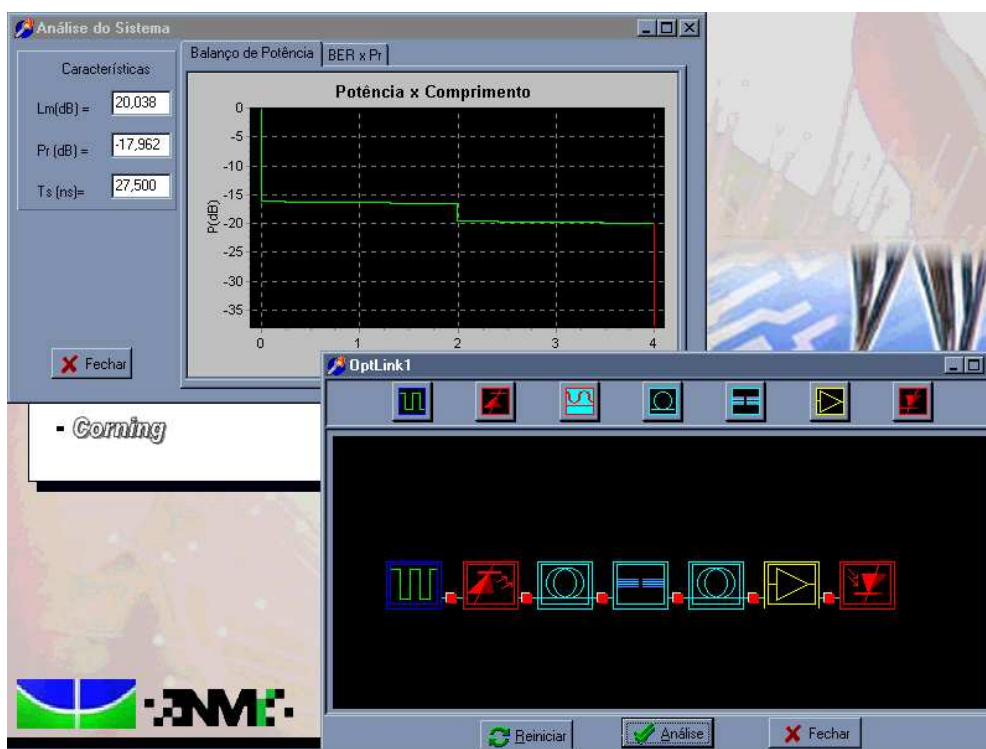 Análise do Sistema
Características
Lm(dB) = 20,038
Pr (dB) = -17,962
Ts (ns)= 27,500
Fechar
Balanço de Potência
BER x Pr
Potência x Comprimento
P(dB)
0
-5
-10
-15
-20
-25
-30
-35
0 1 2 3 4
OptLink1
- Corning
Reiniciar
Análise
Fechar